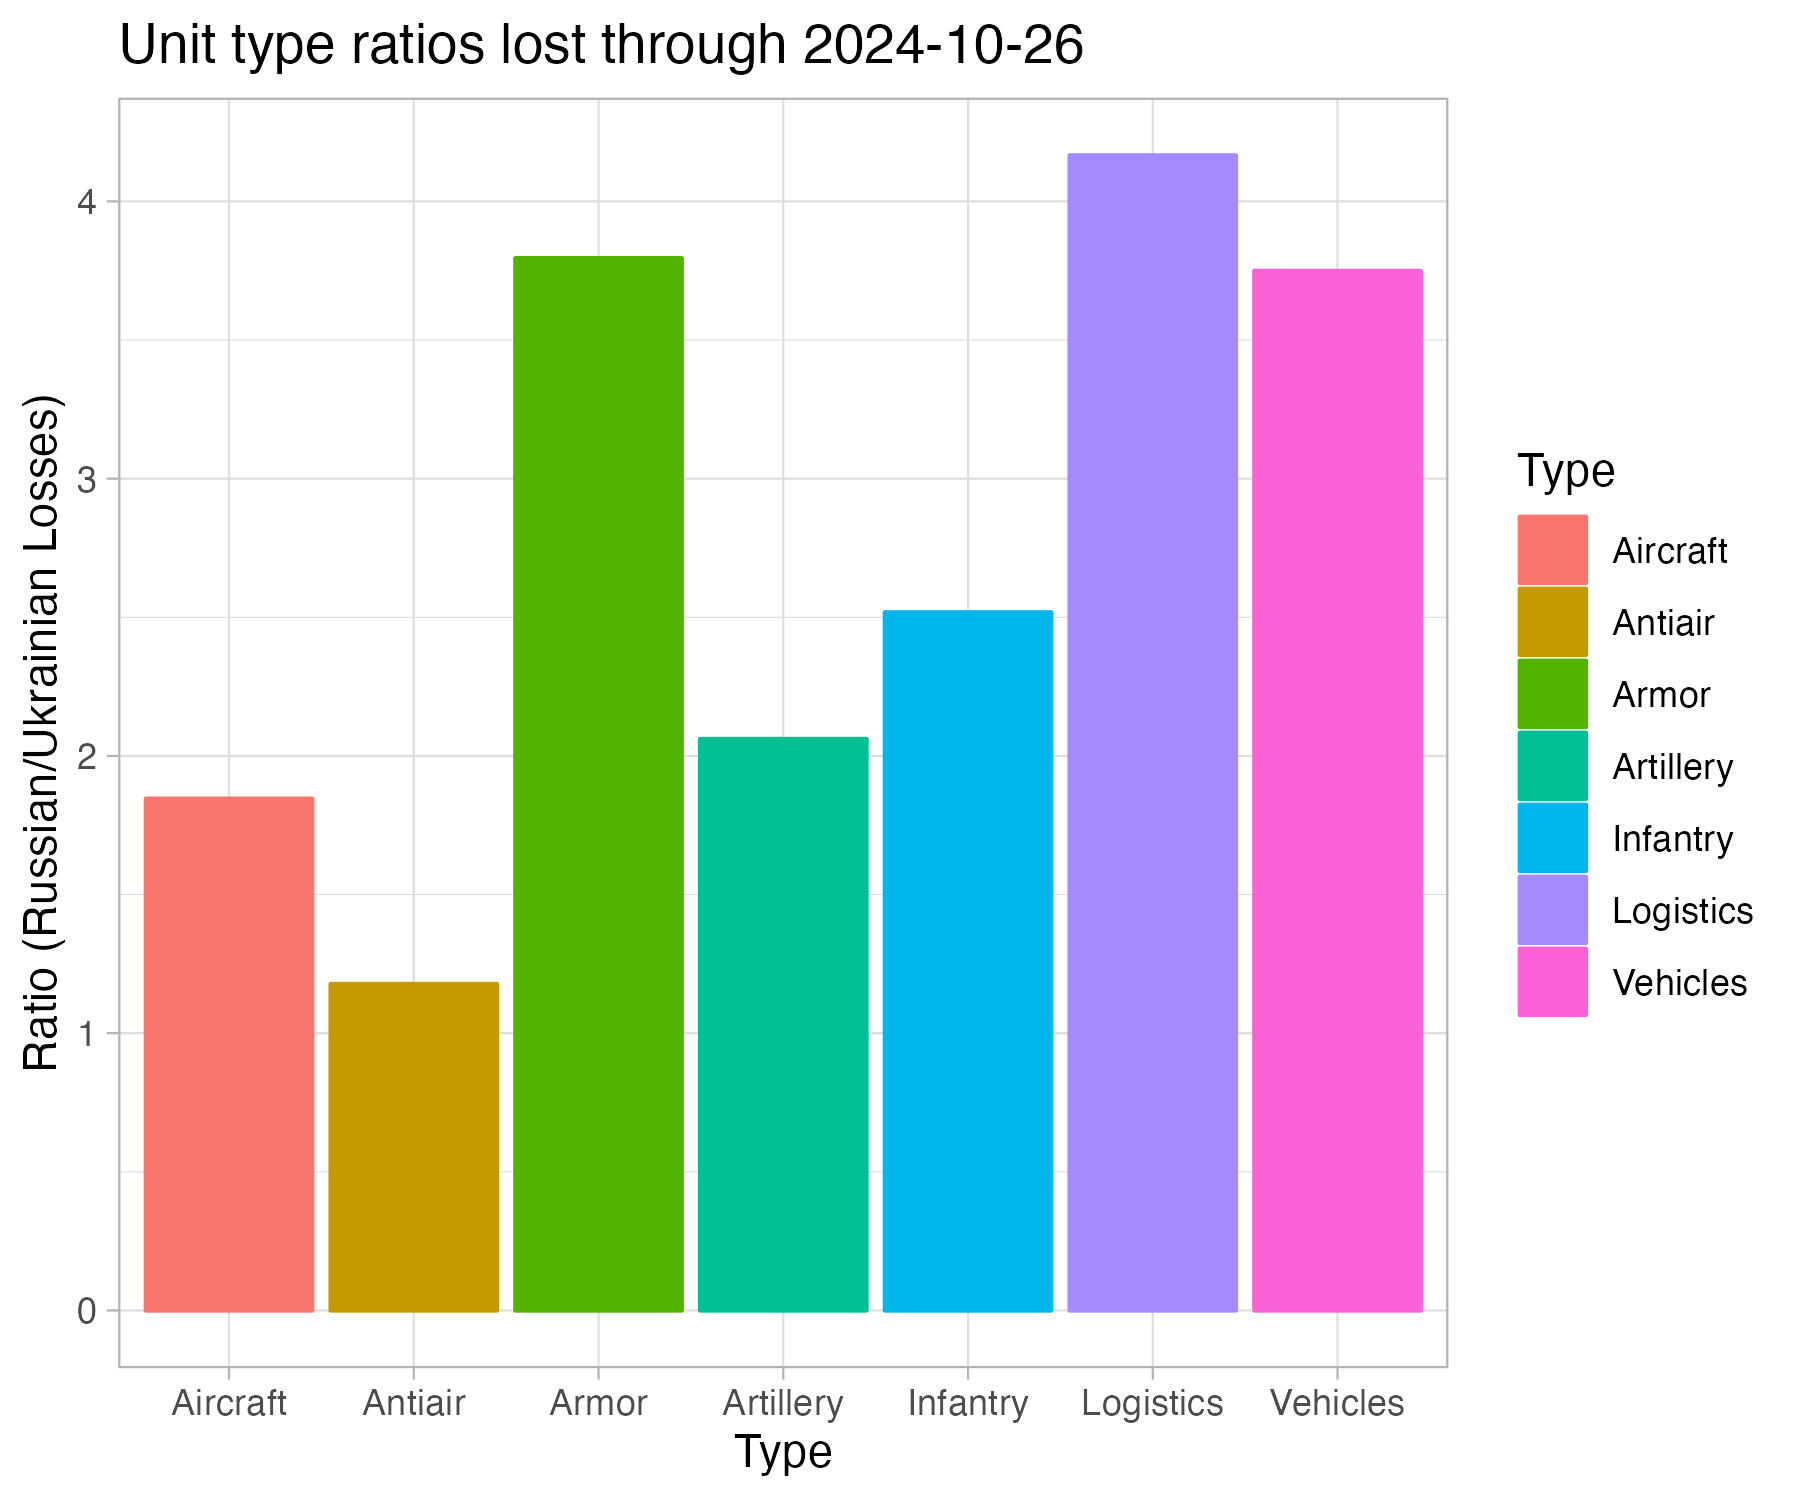 Unit type ratios lost through 2024-10-26
Ratio (Russian/Ukrainian Losses)
4
3
2
1
0
Aircraft
Antiair
Armor
Artillery
Infantry
Logistics
Vehicles
Type
Type
Aircraft
Antiair
Armor
Artillery
Infantry
Logistics
Vehicles